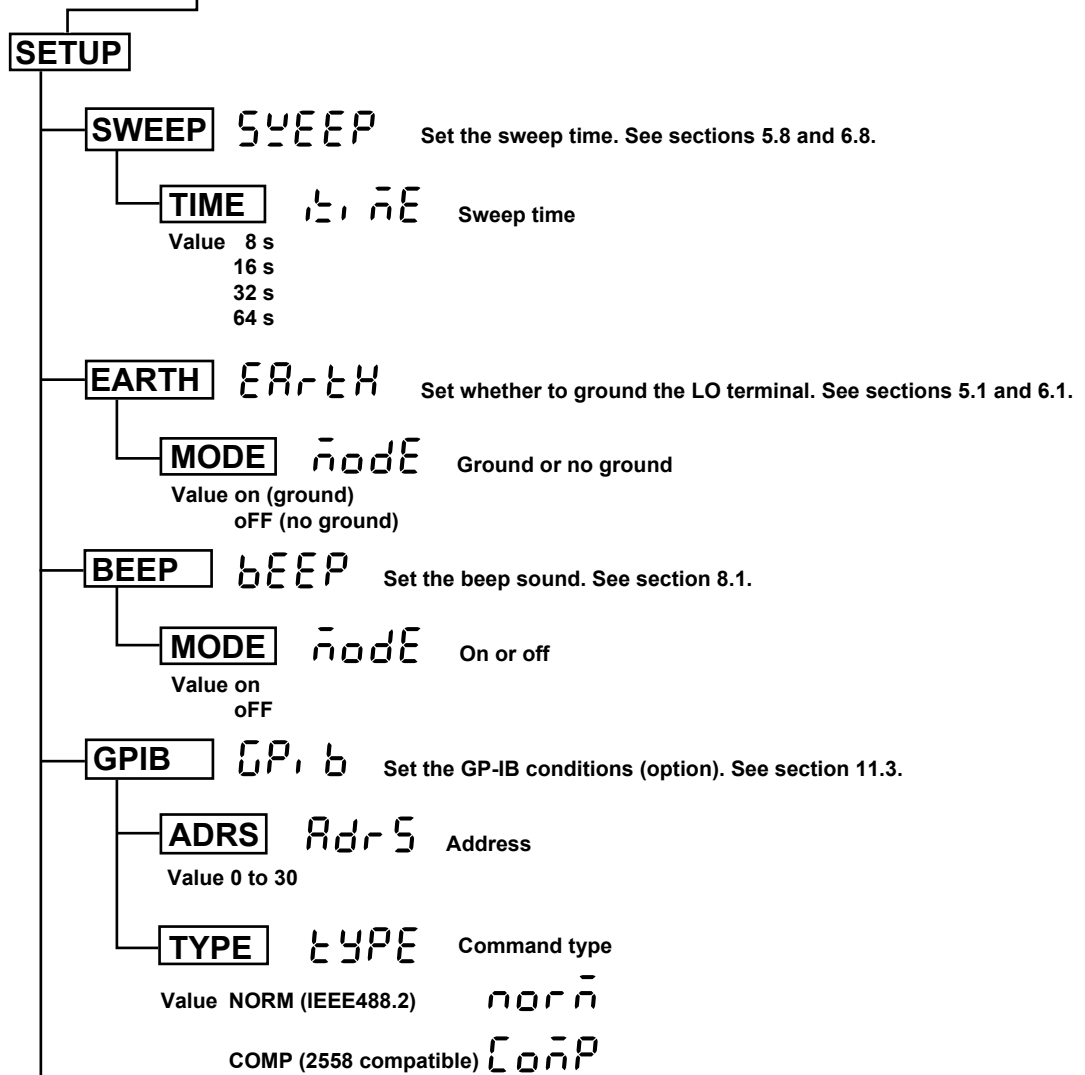 SETUP
SWEEP SWEEP Set the sweep time. See sections 5.8 and 6.8.
TIME tiME Sweep time
Value 8 s
16 s
32 s
64 s
EARTH EArtH Set whether to ground the LO terminal. See sections 5.1 and 6.1.
MODE modE Ground or no ground
Value on (ground)
oFF (no ground)
BEEP bEEP Set the beep sound. See section 8.1.
MODE modE On or off
Value on
oFF
GPIB GPib Set the GP-IB conditions (option). See section 11.3.
ADRS AdrS Address
Value 0 to 30
TYPE tYPE Command type
Value NORM (IEEE488.2) norm
COMP (2558 compatible) ComP